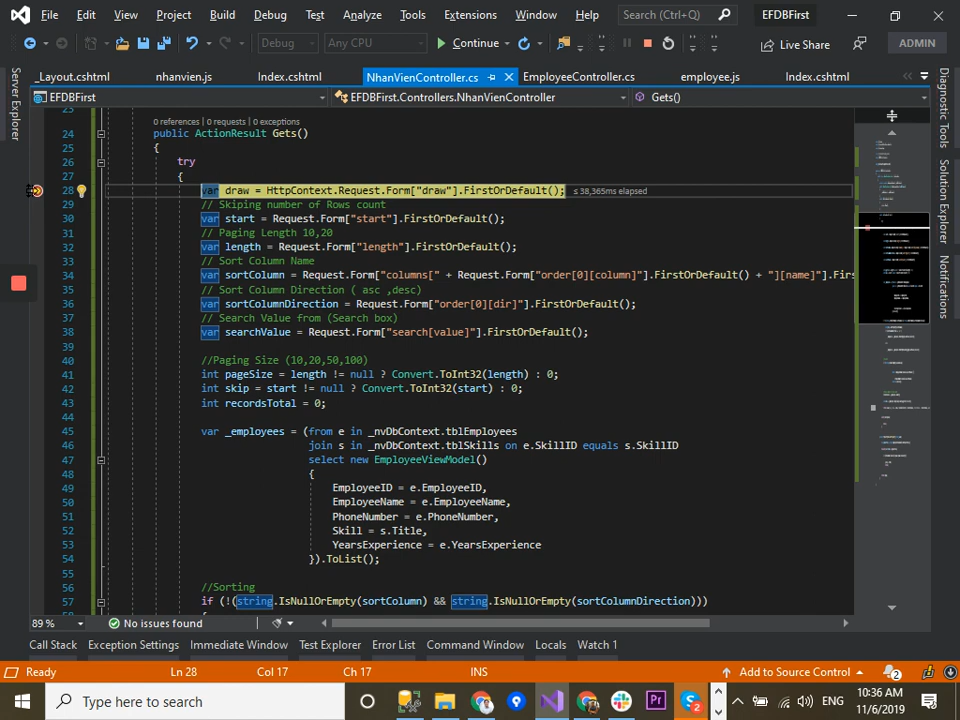 File Edit View Project Build Debug Test Analyze Tools Extensions Window Help Search (Ctrl+Q) EFDBFirst
Debug Any CPU Continue Live Share ADMIN
_Layout.cshtml nhanvien.js Index.cshtml NhanVienController.cs EmployeeController.cs employee.js Index.cshtml
EFDBFirst EFDBFirst.Controllers.NhanVienController Gets()
Server Explorer
Diagnostic Tools
Solution Explorer
Notifications
23
0 references | 0 requests | 0 exceptions
24 public ActionResult Gets()
25 {
26 try
27 {
28 var draw = HttpContext.Request.Form["draw"].FirstOrDefault(); ≤ 38,365ms elapsed
29 // Skiping number of Rows count
30 var start = Request.Form["start"].FirstOrDefault();
31 // Paging Length 10,20
32 var length = Request.Form["length"].FirstOrDefault();
33 // Sort Column Name
34 var sortColumn = Request.Form["columns[" + Request.Form["order[0][column]"].FirstOrDefault() + "][name]"].Firs
35 // Sort Column Direction ( asc ,desc)
36 var sortColumnDirection = Request.Form["order[0][dir]"].FirstOrDefault();
37 // Search Value from (Search box)
38 var searchValue = Request.Form["search[value]"].FirstOrDefault();
39
40 //Paging Size (10,20,50,100)
41 int pageSize = length != null ? Convert.ToInt32(length) : 0;
42 int skip = start != null ? Convert.ToInt32(start) : 0;
43 int recordsTotal = 0;
44
45 var _employees = (from e in _nvDbContext.tblEmployees
46 join s in _nvDbContext.tblSkills on e.SkillID equals s.SkillID
47 select new EmployeeViewModel()
48 {
49 EmployeeID = e.EmployeeID,
50 EmployeeName = e.EmployeeName,
51 PhoneNumber = e.PhoneNumber,
52 Skill = s.Title,
53 YearsExperience = e.YearsExperience
54 }).ToList();
55
56 //Sorting
57 if (!(string.IsNullOrEmpty(sortColumn) && string.IsNullOrEmpty(sortColumnDirection)))
89 % No issues found
Call Stack Exception Settings Immediate Window Test Explorer Error List Command Window Locals Watch 1
Ready Ln 28 Col 17 Ch 17 INS Add to Source Control 2
Type here to search Pr 2 ENG 10:36 AM
11/6/2019